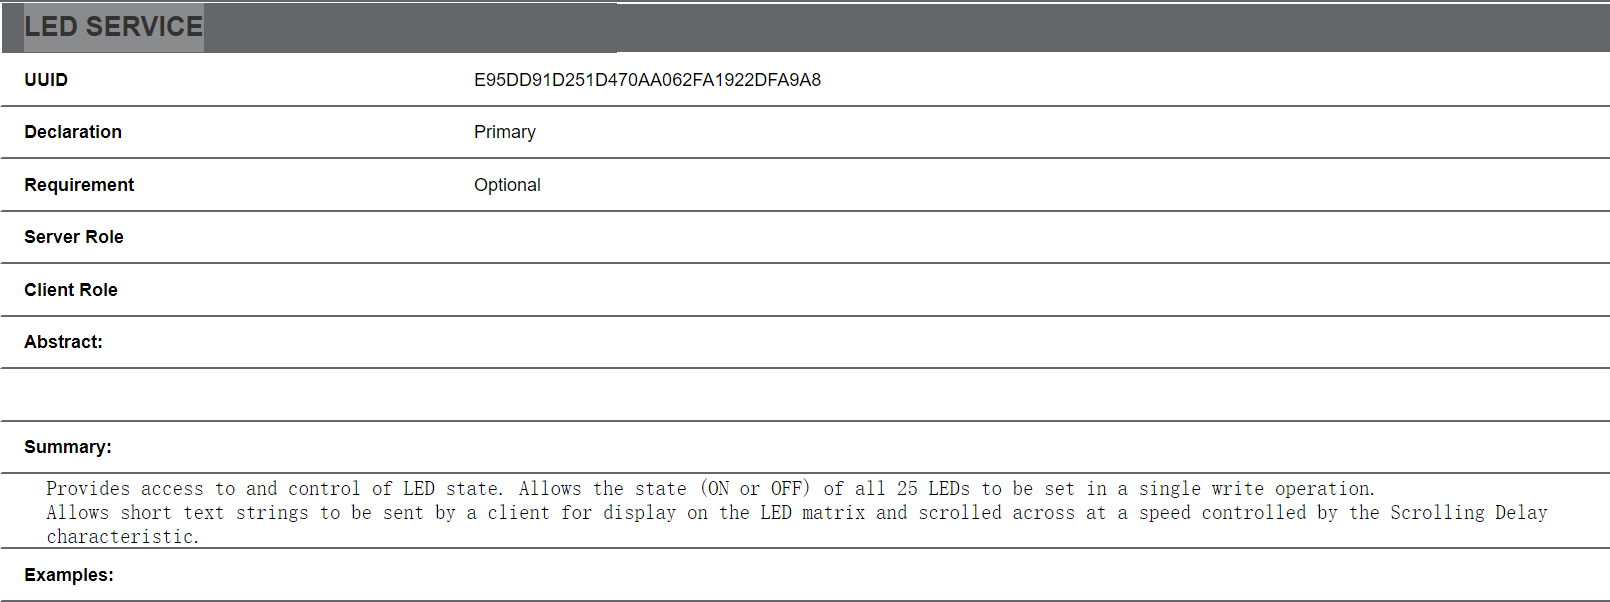 LED SERVICE
UUID E95DD91D251D470AA062FA1922DFA9A8
Declaration Primary
Requirement Optional
Server Role
Client Role
Abstract:
Summary:
Provides access to and control of LED state. Allows the state (ON or OFF) of all 25 LEDs to be set in a single write operation.
Allows short text strings to be sent by a client for display on the LED matrix and scrolled across at a speed controlled by the Scrolling Delay
characteristic.
Examples: